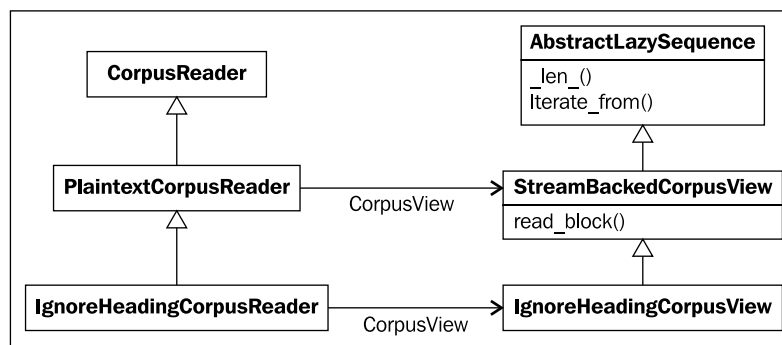 AbstractLazySequence
_len_()
Iterate_from()
CorpusReader
PlaintextCorpusReader
CorpusView
StreamBackedCorpusView
read_block()
IgnoreHeadingCorpusReader
CorpusView
IgnoreHeadingCorpusView